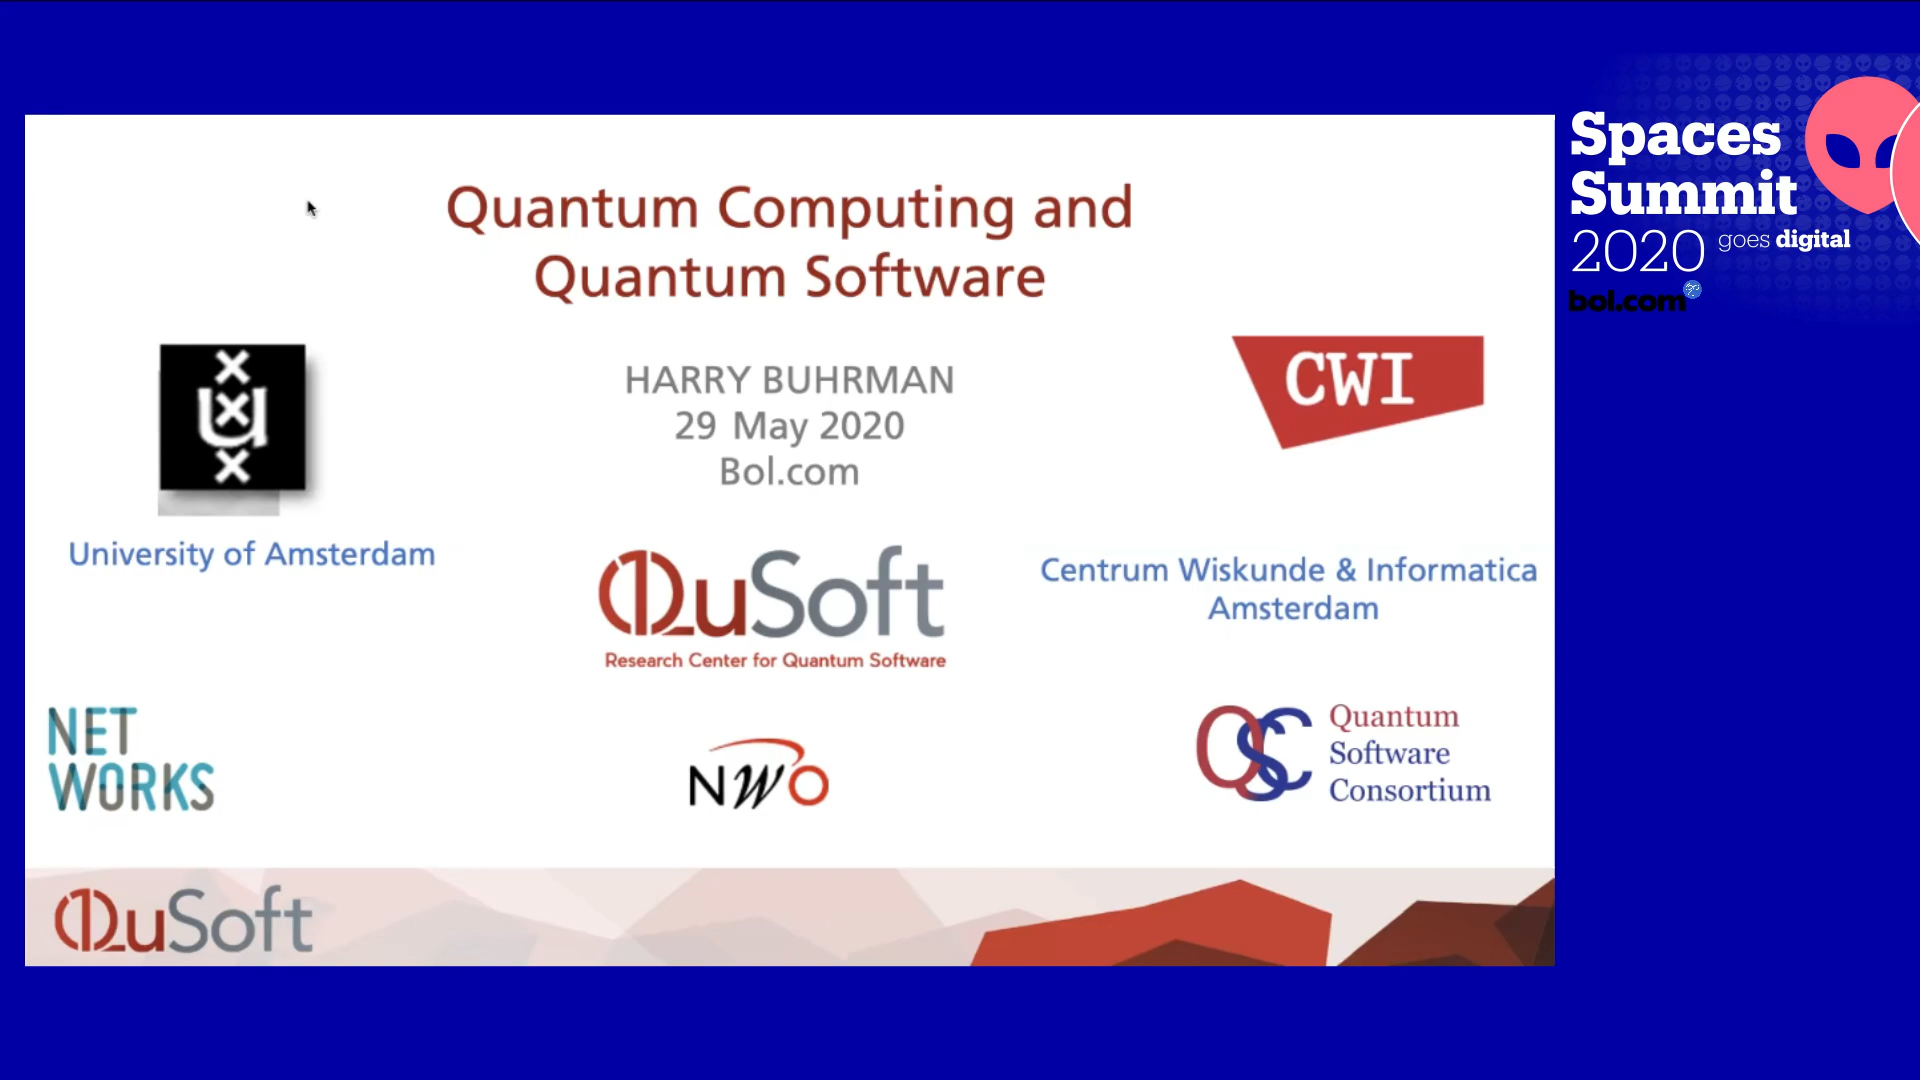 Quantum Computing and
Quantum Software
HARRY BUHRMAN
29 May 2020
Bol.com
CWI
University of Amsterdam
QuSoft
Research Center for Quantum Software
Centrum Wiskunde & Informatica
Amsterdam
NET
WORKS
NWO
QSC
Quantum
Software
Consortium
QuSoft
Spaces
Summit
2020 goes digital
bol.com